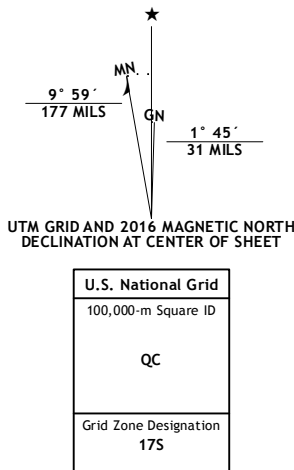 ★
MN
GN
9° 59´
177 MILS
1° 45´
31 MILS
UTM GRID AND 2016 MAGNETIC NORTH
DECLINATION AT CENTER OF SHEET
U.S. National Grid
100,000-m Square ID
QC
Grid Zone Designation
17S